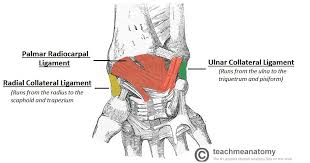 Palmar Radiocarpal
Ligament
Radial Collateral Ligament
(Runs from the radius to the
scaphoid and trapezium
Ulnar Collateral Ligament
(Runs from the ulna to the
triquetrum and pisiform)
© teachmeanatomy